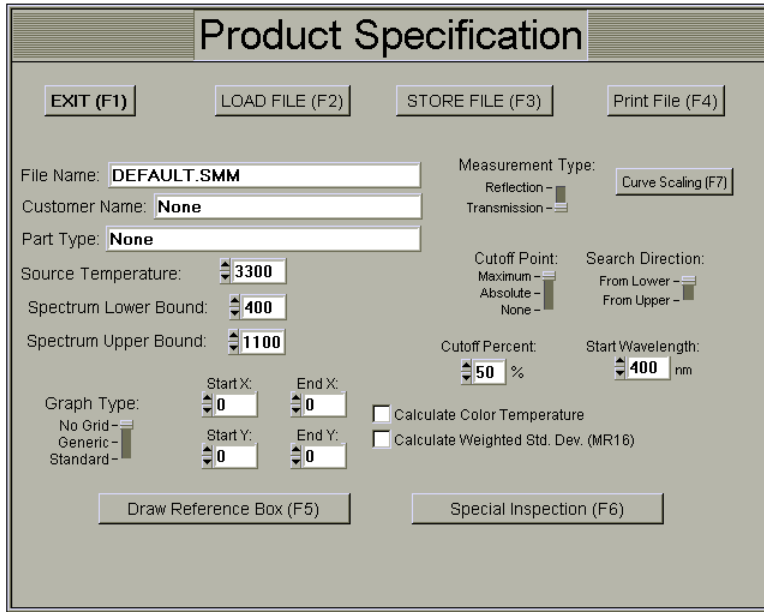 Product Specification
EXIT (F1)
LOAD FILE (F2)
STORE FILE (F3)
Print File (F4)
File Name: DEFAULT.SMM
Customer Name: None
Part Type: None
Measurement Type:
Reflection
Transmission
Curve Scaling (F7)
Source Temperature: 3300
Spectrum Lower Bound: 400
Spectrum Upper Bound: 1100
Cutoff Point:
Maximum
Absolute
None
Search Direction:
From Lower
From Upper
Cutoff Percent:
50 %
Start Wavelength:
400 nm
Graph Type:
No Grid
Generic
Standard
Start X:
0
End X:
0
Start Y:
0
End Y:
0
Calculate Color Temperature
Calculate Weighted Std. Dev. (MR16)
Draw Reference Box (F5)
Special Inspection (F6)